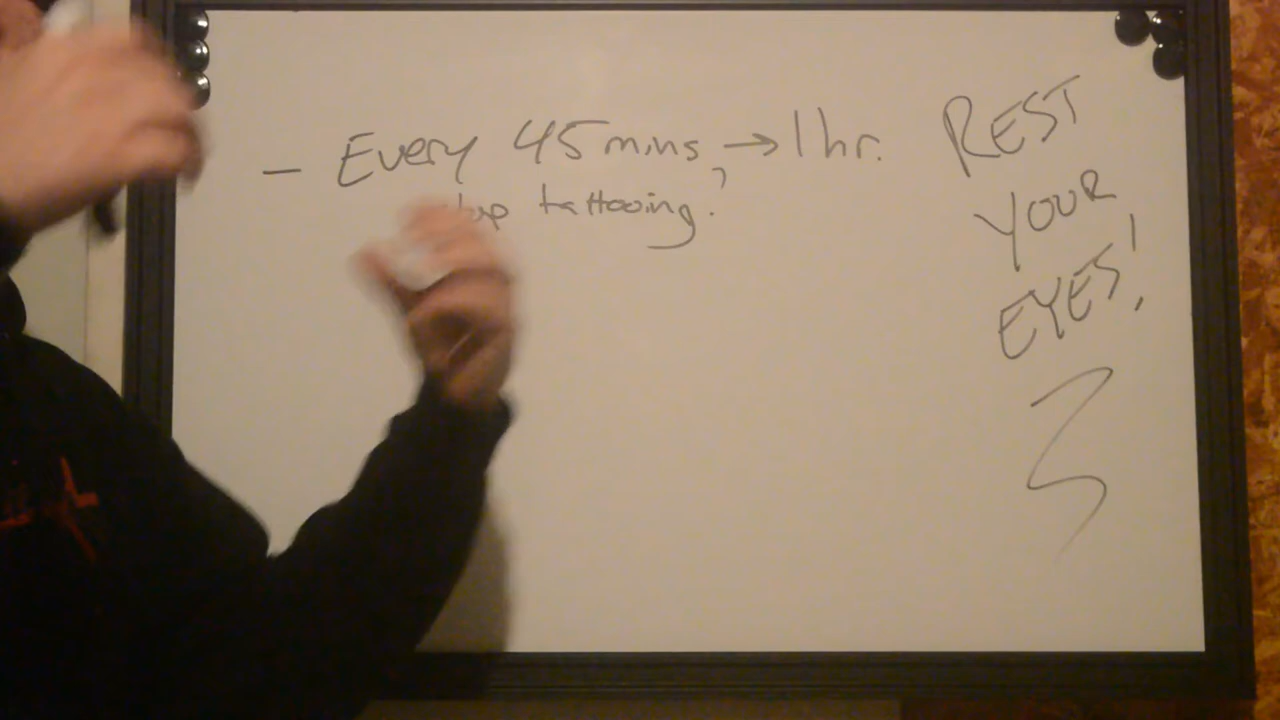 – Every 45 mins, → 1 hr.
tattooing.
REST
YOUR
EYES!